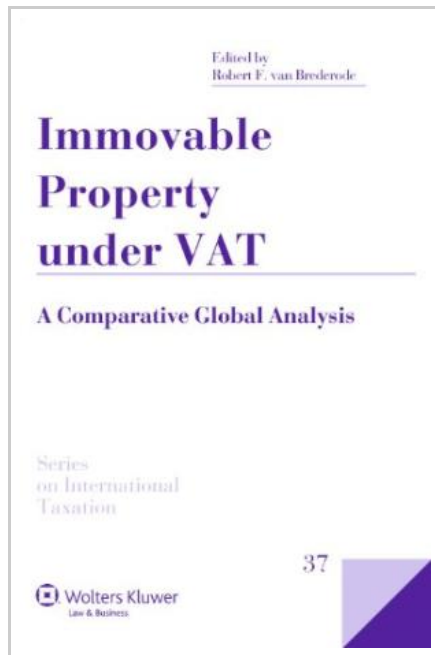 Edited by
Robert F. van Brederode
Immovable
Property
under VAT
A Comparative Global Analysis
Series
on International
Taxation
37
Wolters Kluwer
Law & Business